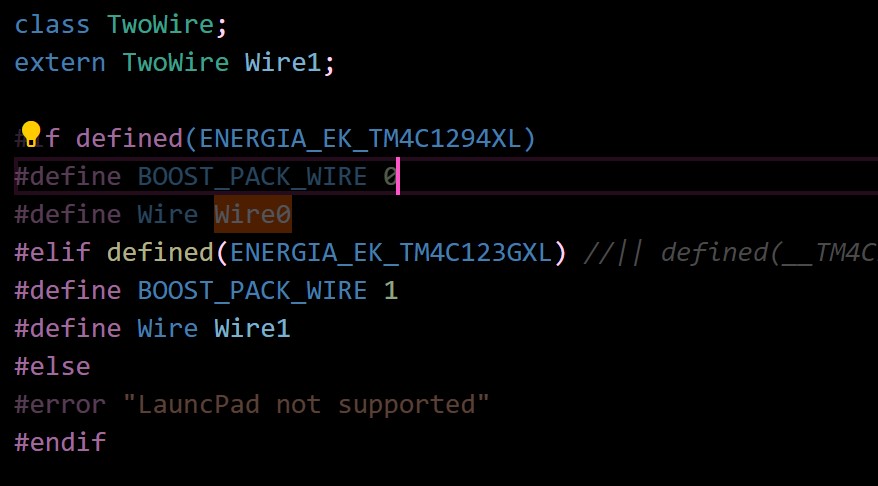 class TwoWire;
extern TwoWire Wire1;
#if defined(ENERGIA_EK_TM4C1294XL)
#define BOOST_PACK_WIRE 0
#define Wire Wire0
#elif defined(ENERGIA_EK_TM4C123GXL) //|| defined(__TM4C
#define BOOST_PACK_WIRE 1
#define Wire Wire1
#else
#error "LauncPad not supported"
#endif